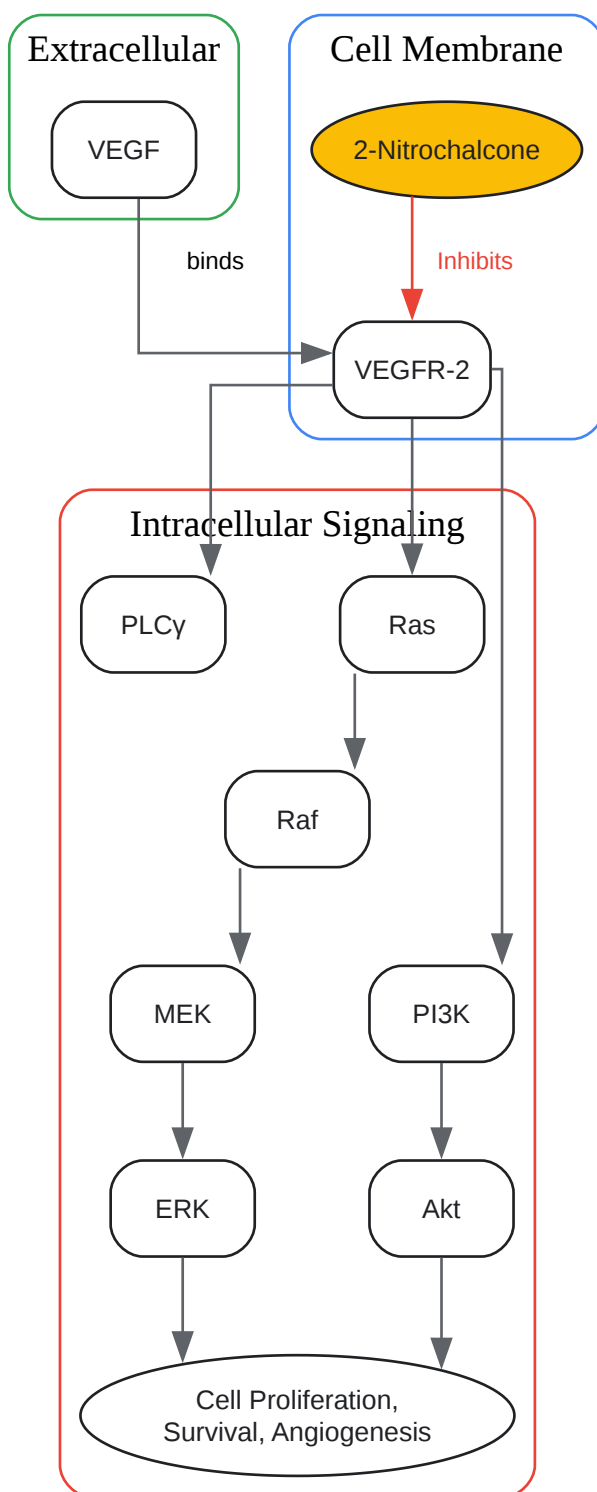 Extracellular
Cell Membrane
VEGF
2-Nitrochalcone
binds
Inhibits
VEGFR-2
Intracellular Signaling
PLCγ
Ras
Raf
MEK
PI3K
ERK
Akt
Cell Proliferation,
Survival, Angiogenesis